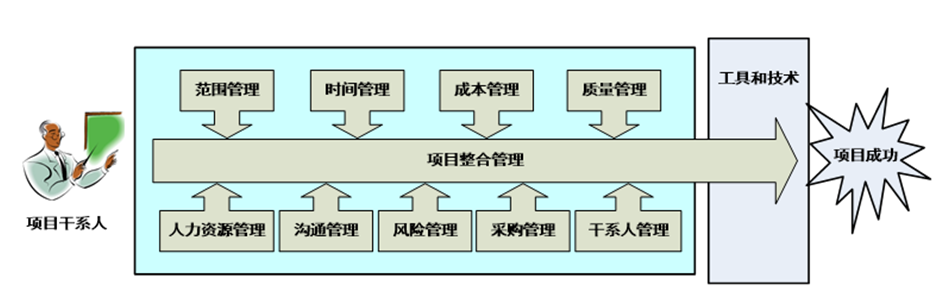 范围管理
时间管理
成本管理
质量管理
工具和技术
项目整合管理
项目成功
项目干系人
人力资源管理
沟通管理
风险管理
采购管理
干系人管理